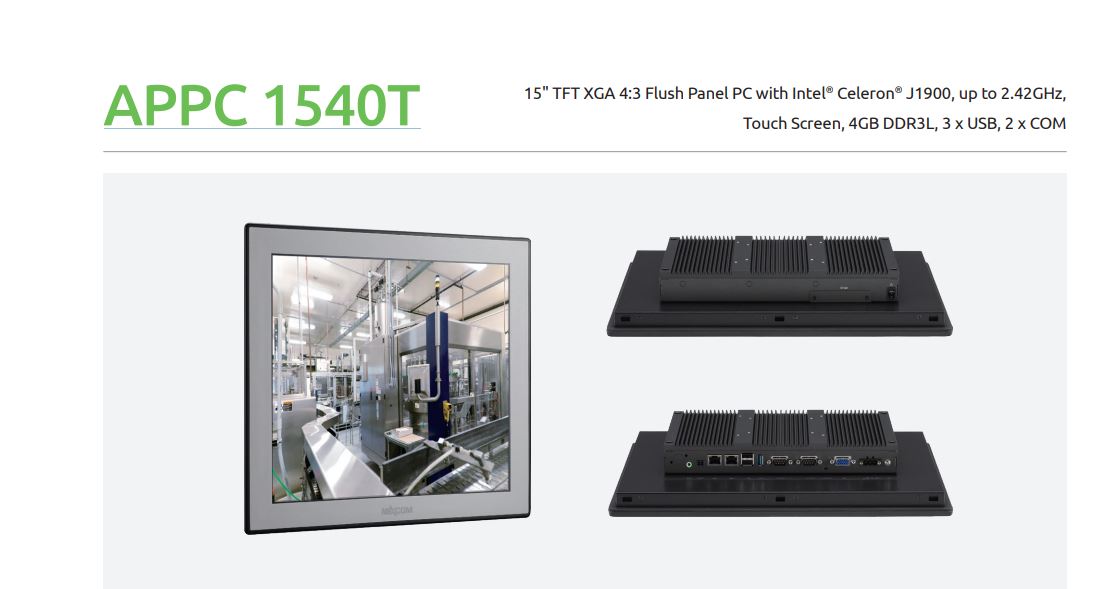 APPC 1540T
15" TFT XGA 4:3 Flush Panel PC with Intel® Celeron® J1900, up to 2.42GHz,
Touch Screen, 4GB DDR3L, 3 x USB, 2 x COM
NEXCOM